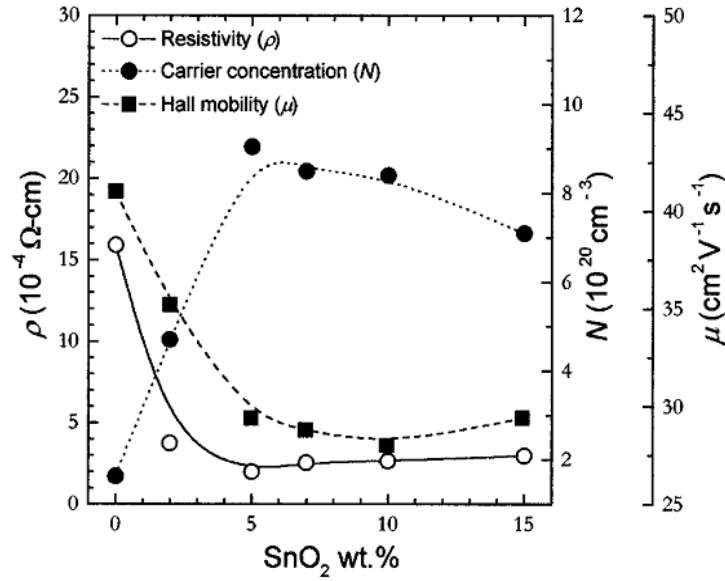 30
25
20
15
10
5
0
ρ (10⁻⁴ Ω-cm)
Resistivity (ρ)
Carrier concentration (N)
Hall mobility (μ)
12
10
8
6
4
2
N (10²⁰ cm⁻³)
50
45
40
35
30
25
μ (cm² V⁻¹ s⁻¹)
0 5 10 15
SnO₂ wt.%